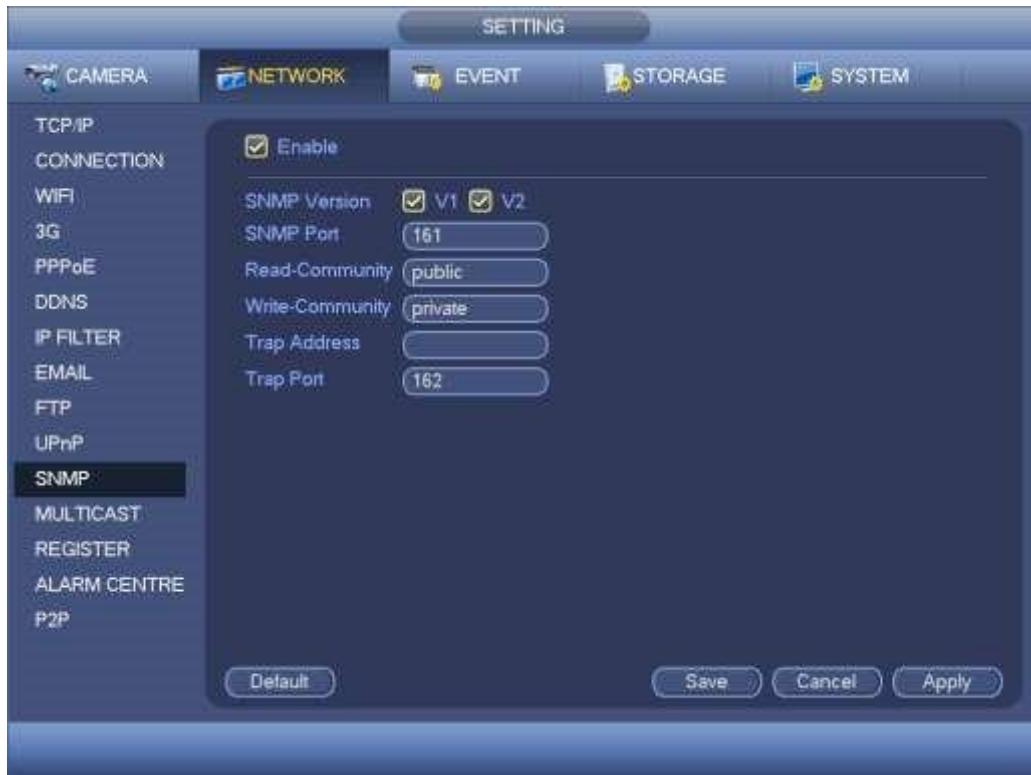 SETTING
CAMERA NETWORK EVENT STORAGE SYSTEM
TCP/IP
CONNECTION
WIFI
3G
PPPoE
DDNS
IP FILTER
EMAIL
FTP
UPnP
SNMP
MULTICAST
REGISTER
ALARM CENTRE
P2P
Enable
SNMP Version V1 V2
SNMP Port 161
Read-Community public
Write-Community private
Trap Address
Trap Port 162
Default Save Cancel Apply